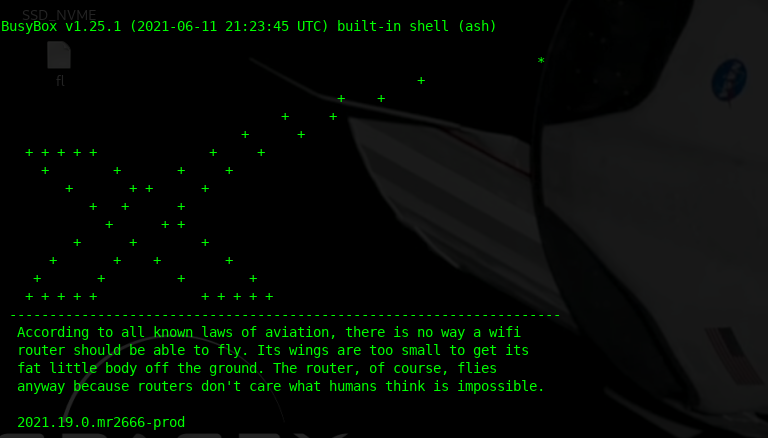 SSD_NVME
BusyBox v1.25.1 (2021-06-11 21:23:45 UTC) built-in shell (ash)
fl
According to all known laws of aviation, there is no way a wifi
router should be able to fly. Its wings are too small to get its
fat little body off the ground. The router, of course, flies
anyway because routers don't care what humans think is impossible.
2021.19.0.mr2666-prod